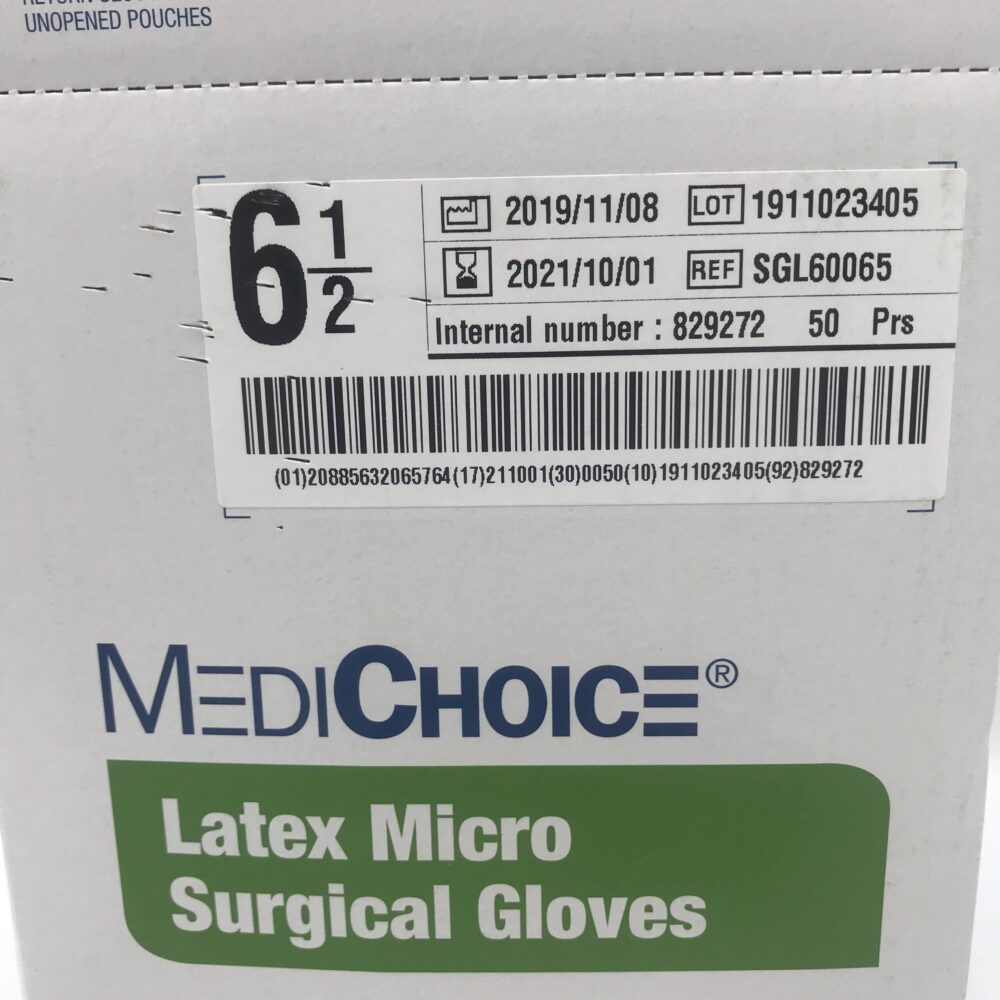 UNOPENED POUCHES
6 1/2
2019/11/08 LOT 1911023405
2021/10/01 REF SGL60065
Internal number : 829272 50 Prs
(01)20885632065764(17)211001(30)0050(10)1911023405(92)829272
MEDICHOICE®
Latex Micro
Surgical Gloves